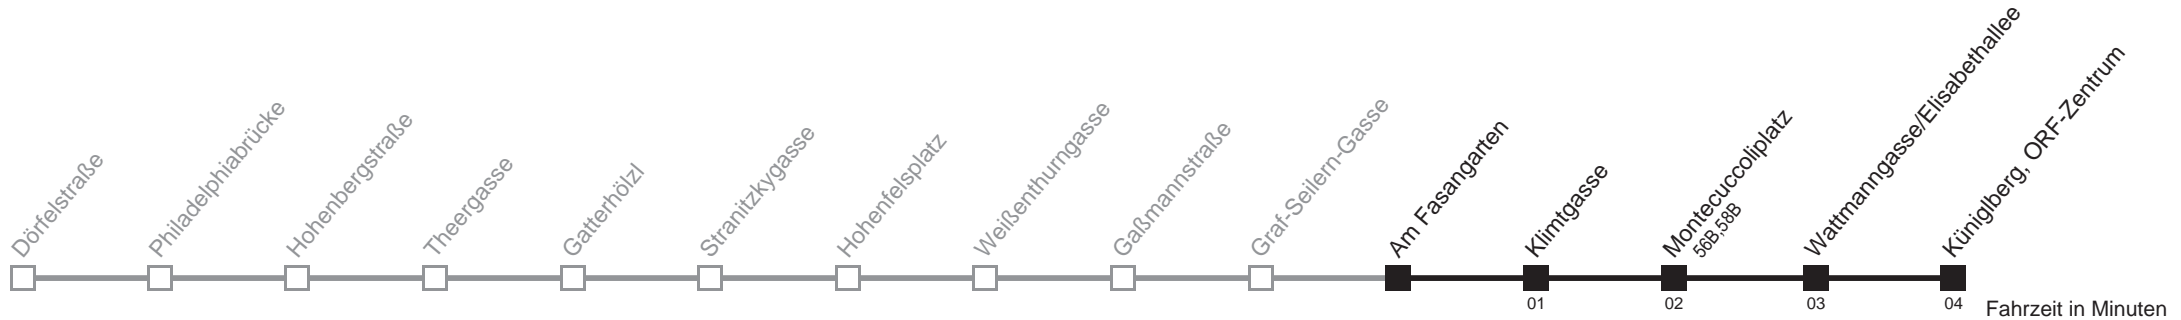 Dörfelstraße
Philadelphiabrücke
Hohenbergstraße
Theergasse
Gatterhölzl
Stranitzkygasse
Hohenfelsplatz
Weißenthurngasse
Gaßmannstraße
Graf-Seilern-Gasse
Am Fasangarten
Klimtgasse
Montecuccoliplatz
56B,58B
Wattmanngasse/Elisabethallee
Küniglberg, ORF-Zentrum
01
02
03
04
Fahrzeit in Minuten